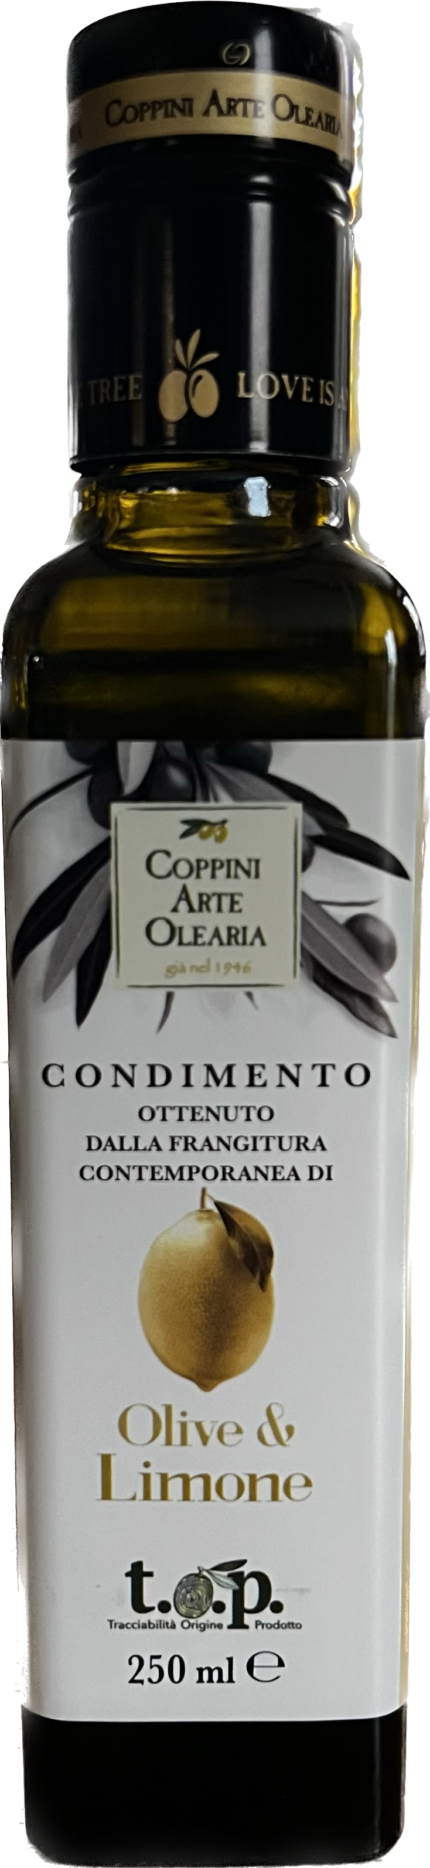 COPPINI ARTE OLEARIA
TREE LOVE IS
COPPINI
ARTE
OLEARIA
già nel 1946
CONDIMENTO
OTTENUTO
DALLA FRANGITURA
CONTEMPORANEA DI
Olive &
Limone
t.o.p.
Tracciabilità Origine Prodotto
250 ml ℮